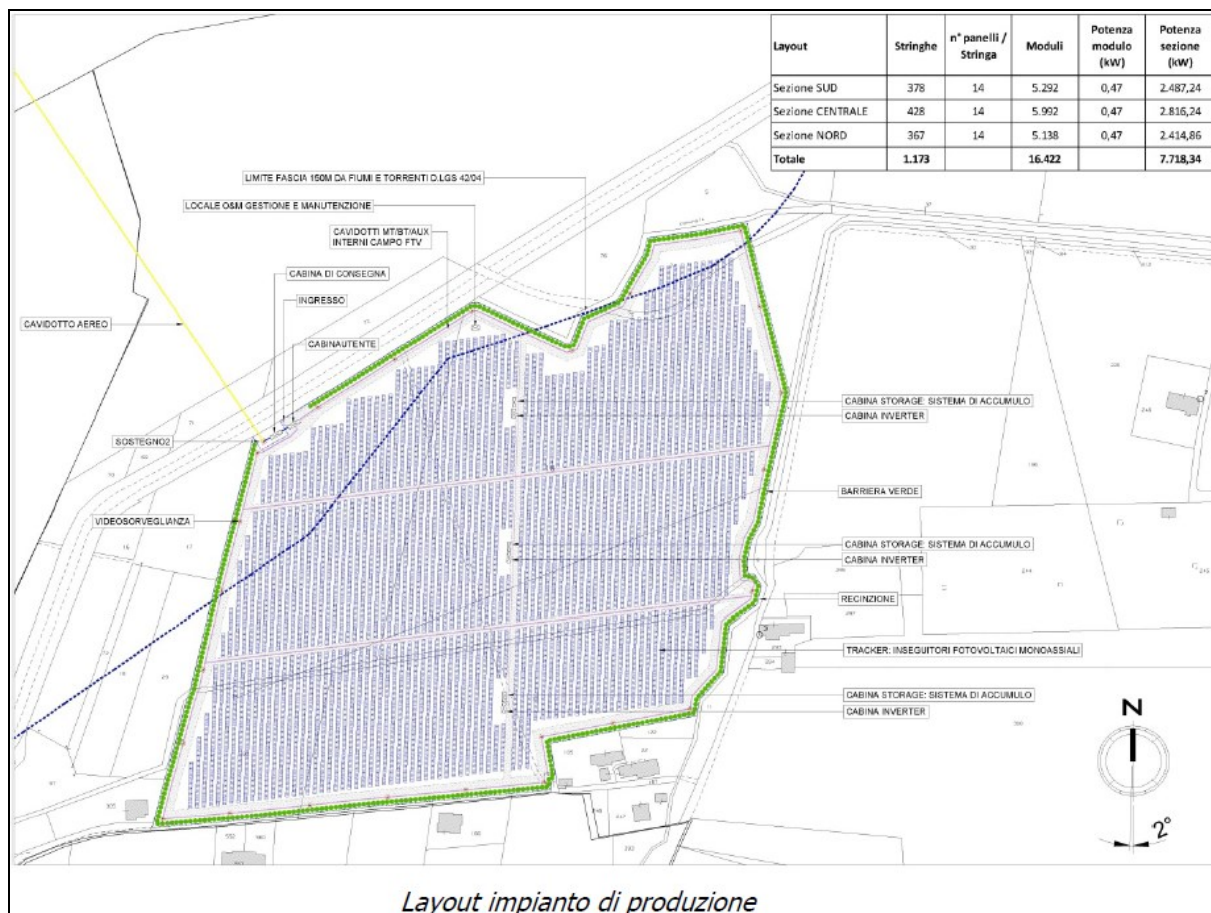 Layout Stringhe n° panelli / Stringa Moduli Potenza modulo (kW) Potenza sezione (kW)
Sezione SUD 378 14 5.292 0,47 2.487,24
Sezione CENTRALE 428 14 5.992 0,47 2.816,24
Sezione NORD 367 14 5.138 0,47 2.414,86
Totale 1.173 16.422 7.718,34
LIMITE FASCIA 150M DA FIUMI E TORRENTI D.LGS 42/04
LOCALE O&M GESTIONE E MANUTENZIONE
CAVIDOTTI MT/BT/AUX
INTERNI CAMPO FTV
CABINA DI CONSEGNA
INGRESSO
CAVIDOTTO AEREO
CABINAUTENTE
CABINA STORAGE: SISTEMA DI ACCUMULO
CABINA INVERTER
SOSTEGNO2
BARRIERA VERDE
VIDEOSORVEGLIANZA
CABINA STORAGE: SISTEMA DI ACCUMULO
CABINA INVERTER
RECINZIONE
TRACKER: INSEGUITORI FOTOVOLTAICI MONOASSIALI
CABINA STORAGE: SISTEMA DI ACCUMULO
CABINA INVERTER
N
2°
Layout impianto di produzione